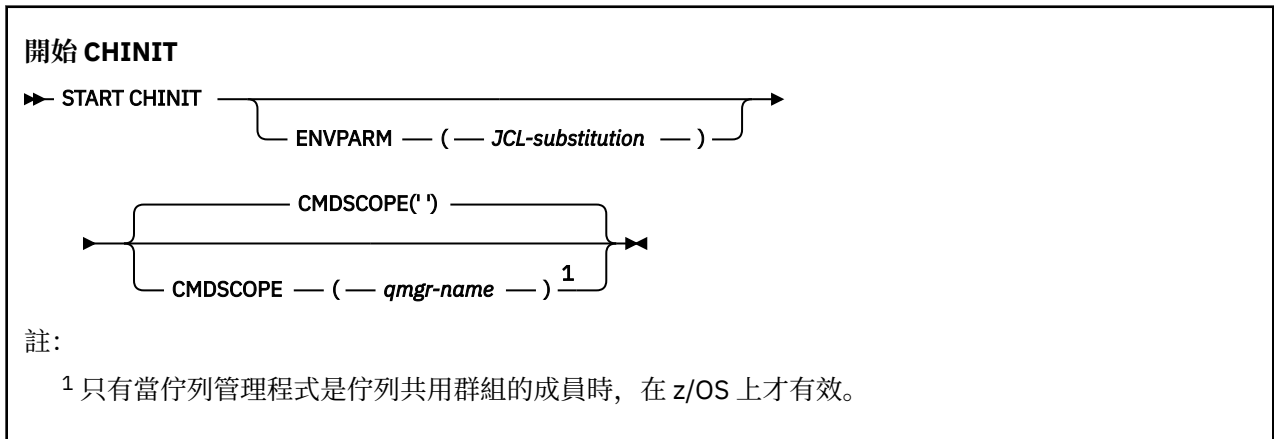 開始 CHINIT
START CHINIT
ENVPARM ( JCL-substitution )
CMDSCOPE(' ')
CMDSCOPE ( qmgr-name ) 1
註:
1 只有當佇列管理程式是佇列共用群組的成員時，在 z/OS 上才有效。